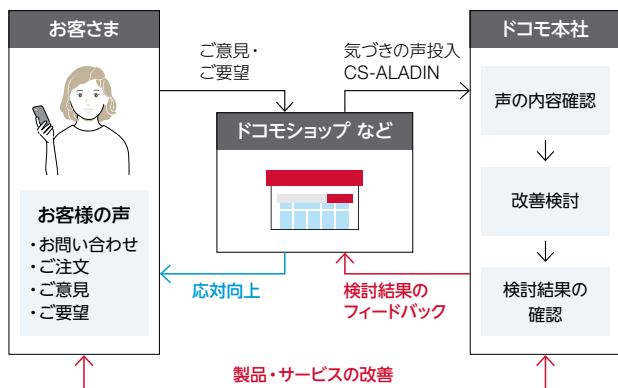 お客さま
お客様の声
・お問い合わせ
・ご注文
・ご意見
・ご要望
ご意見・
ご要望
気づきの声投入
CS-ALADIN
ドコモショップ など
応対向上
検討結果の
フィードバック
ドコモ本社
声の内容確認
改善検討
検討結果の
確認
製品・サービスの改善